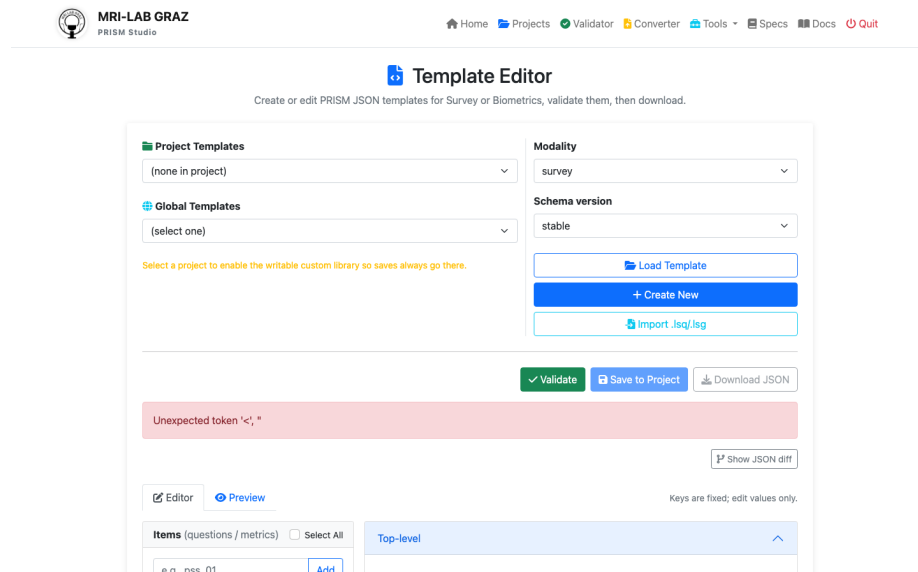 MRI-LAB GRAZ
PRISM Studio
Home Projects Validator Converter Tools Specs Docs Quit
Template Editor
Create or edit PRISM JSON templates for Survey or Biometrics, validate them, then download.
Project Templates
(none in project)
Global Templates
(select one)
Select a project to enable the writable custom library so saves always go there.
Modality
survey
Schema version
stable
Load Template
+ Create New
Import .lsq/.lsg
Validate Save to Project Download JSON
Unexpected token '<', "
Show JSON diff
Editor Preview Keys are fixed; edit values only.
Items (questions / metrics) Select All
e.g., pss_01 Add
Top-level